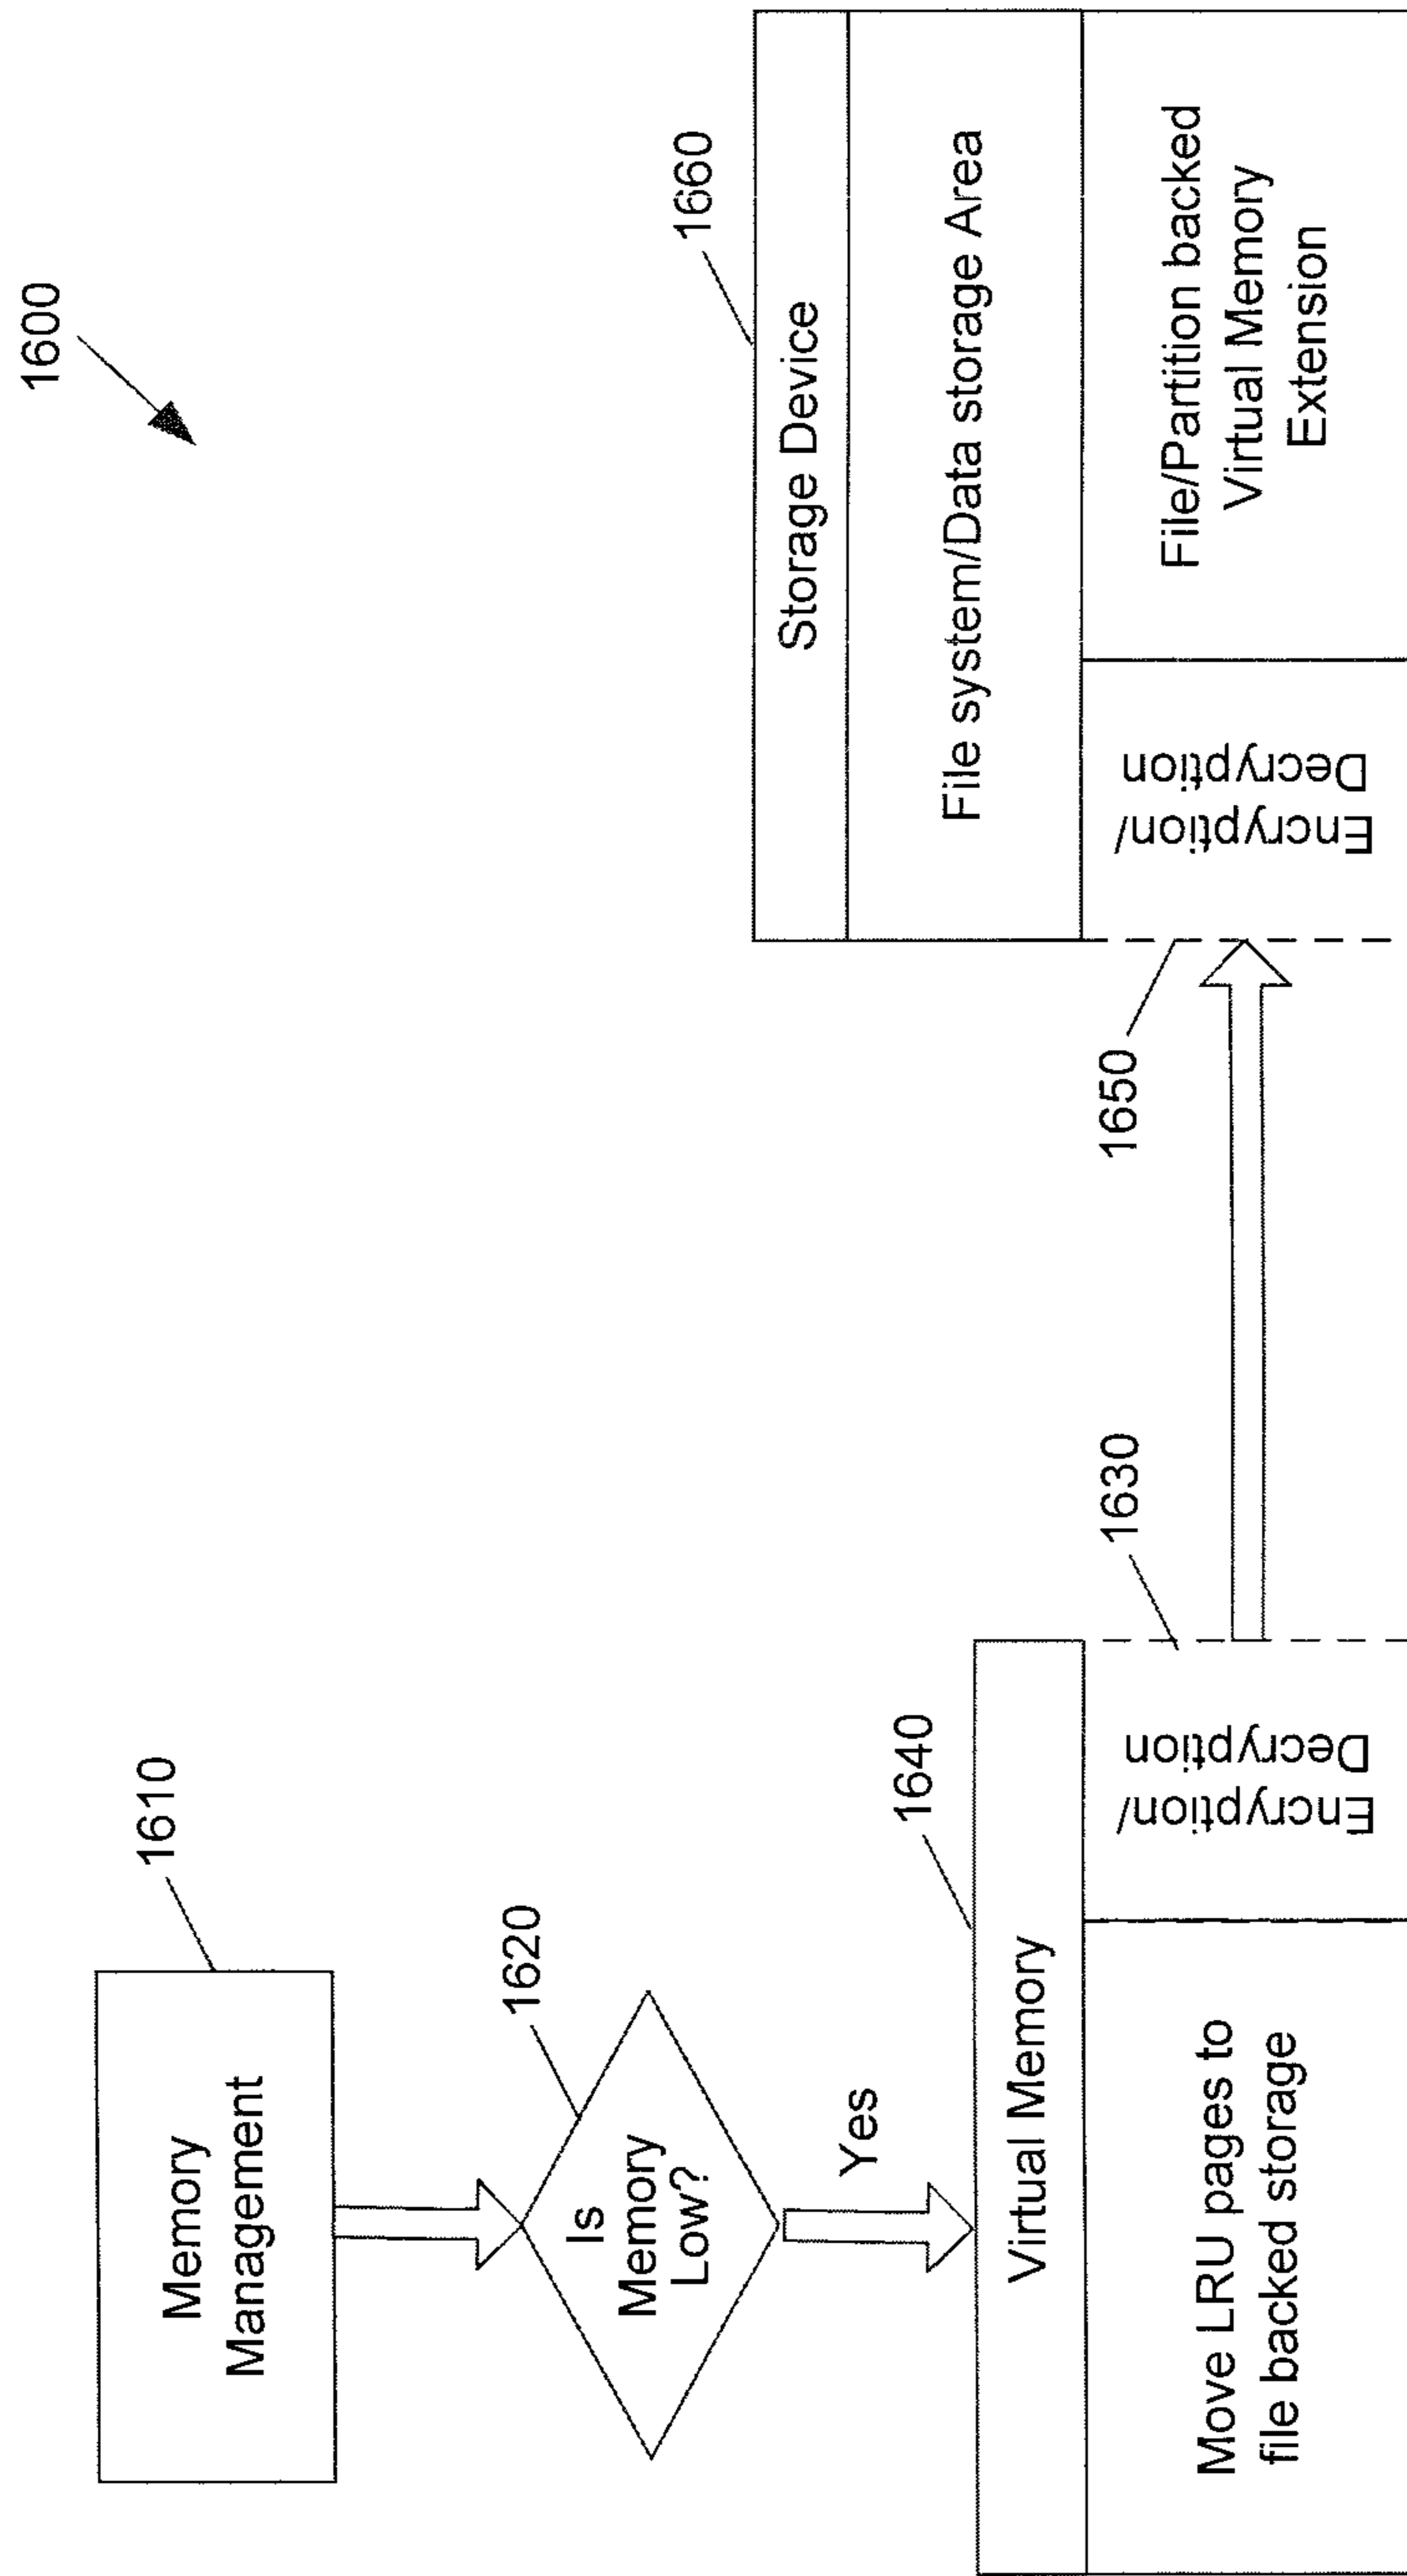 1600
1610
Memory
Management
1620
Is
Memory
Low?
Yes
1640
Virtual Memory
Move LRU pages to
file backed storage
1630
Encryption/
Decryption
1650
1660
Storage Device
File system/Data storage Area
Encryption/
Decryption
File/Partition backed
Virtual Memory
Extension